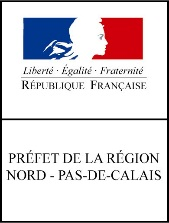 Liberté · Égalité · Fraternité
RÉPUBLIQUE FRANÇAISE
PRÉFET DE LA RÉGION
NORD - PAS-DE-CALAIS